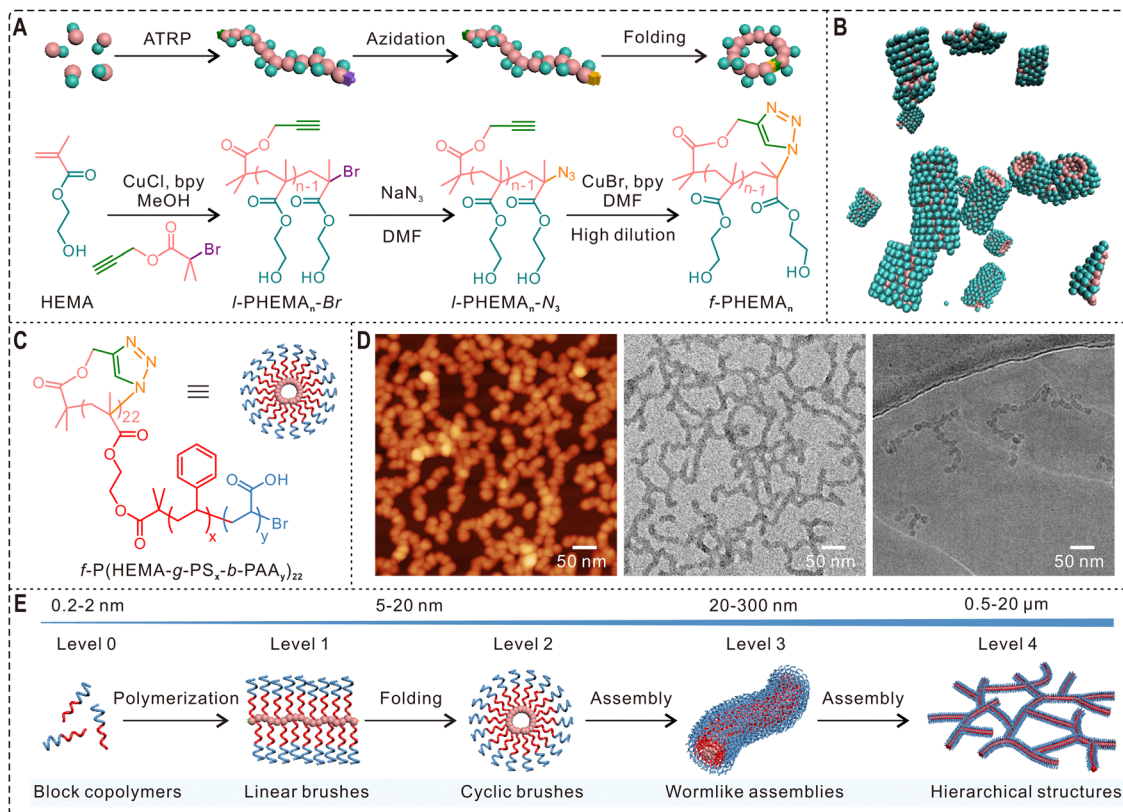 A
ATRP
Azidation
Folding
O
O
HO
HEMA
CuCl, bpy
MeOH
O
O
Br
O
O
n-1
Br
O
O
O
O
HO
HO
l-PHEMAₙ-Br
NaN₃
DMF
O
O
n-1
N₃
O
O
O
O
HO
HO
l-PHEMAₙ-N₃
CuBr, bpy
DMF
High dilution
O
O
N
N
N
n-1
O
O
HO
f-PHEMAₙ
B
C
O
O
N
N
N
22
O
O
O
O
x
O
OH
Br
y
≡
f-P(HEMA-g-PSₓ-b-PAAᵧ)₂₂
D
50 nm
50 nm
50 nm
E
0.2-2 nm
5-20 nm
20-300 nm
0.5-20 μm
Level 0
Level 1
Level 2
Level 3
Level 4
Polymerization
Folding
Assembly
Assembly
Block copolymers
Linear brushes
Cyclic brushes
Wormlike assemblies
Hierarchical structures